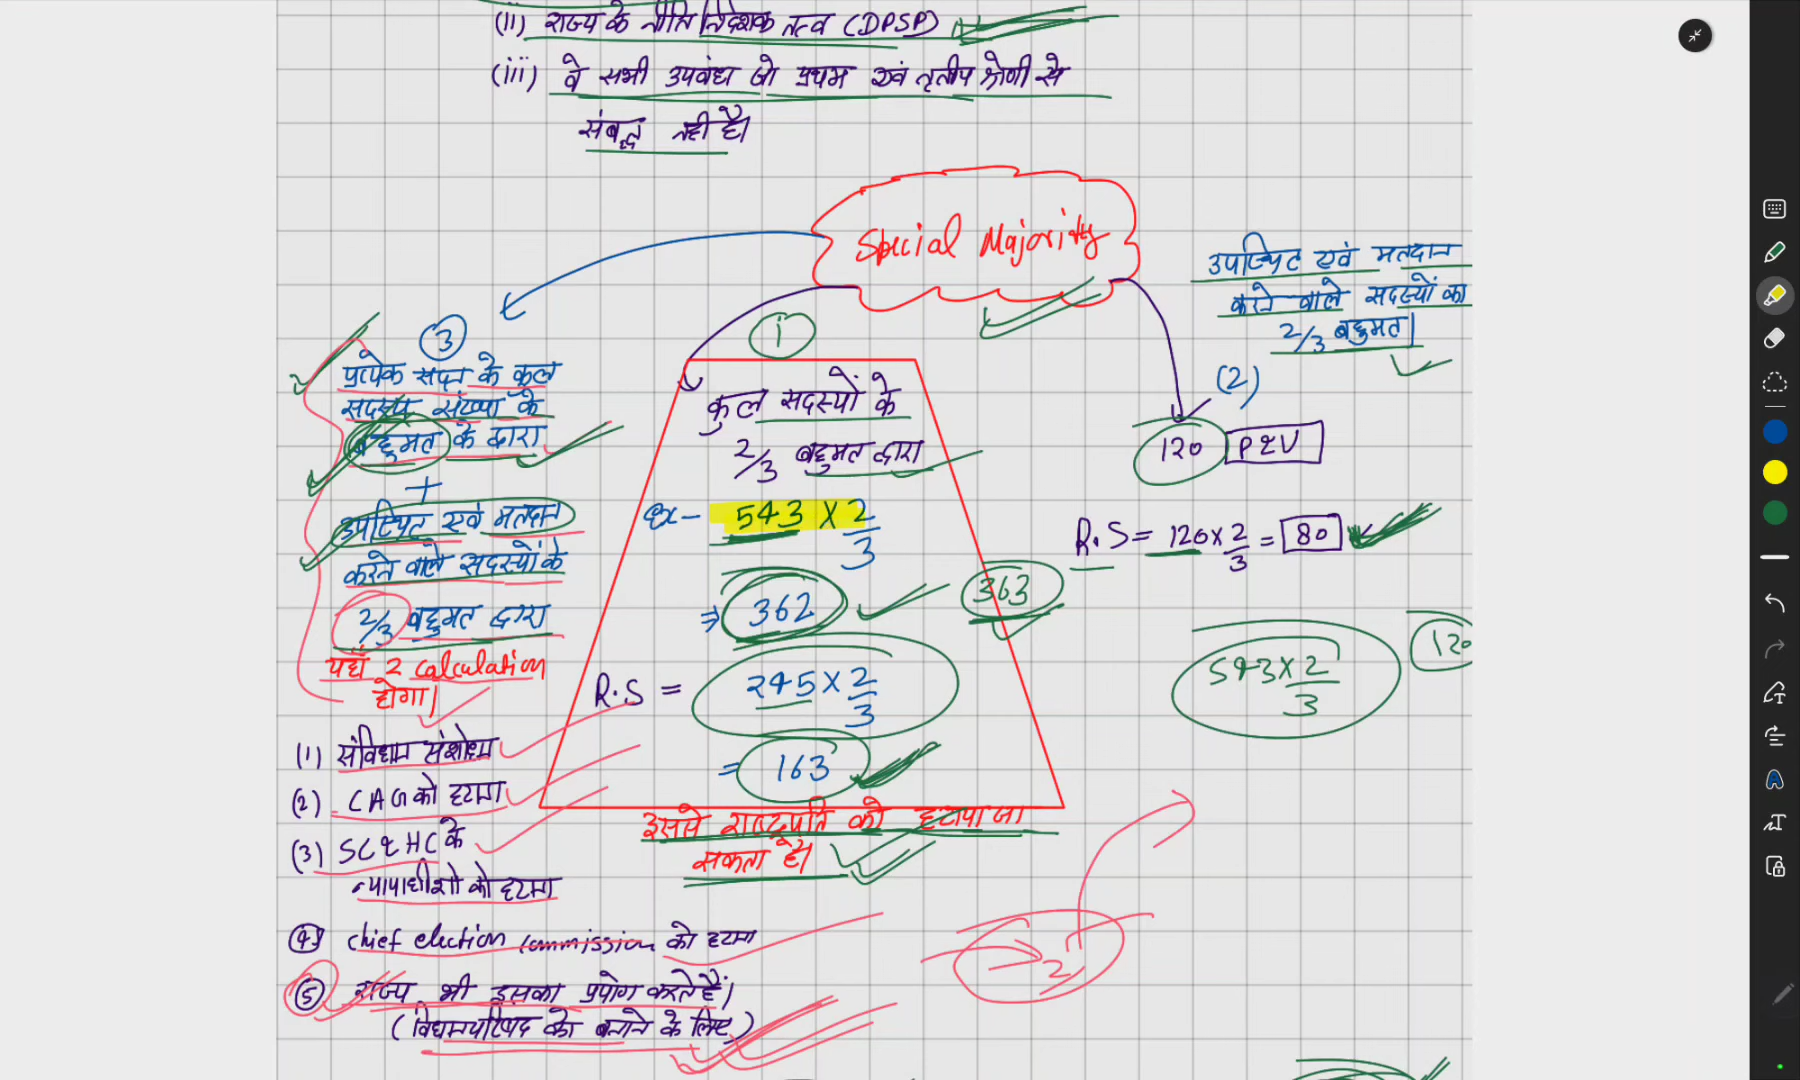 (ii) राज्य के नीति निदेशक तत्व (DPSP)
(iii) वे सभी उपबंध जो प्रथम एवं तृतीय श्रेणी से
संबद्ध नहीं है।
Special Majority
उपस्थित एवं मतदान
करने वाले सदस्यों का
2/3 बहुमत।
(2)
120 P&V
R.S = 120 × 2/3 = 80
543 × 2/3
120
1
कुल सदस्यों के
2/3 बहुमत द्वारा
ex – 543 × 2/3
⇒ 362
363
R.S = 245 × 2/3
= 163
इससे राष्ट्रपति को हटाया जा
सकता है।
3
प्रत्येक सदन के कुल
सदस्य संख्या के
बहुमत के द्वारा
+
उपस्थित एवं मतदान
करने वाले सदस्यों के
2/3 बहुमत द्वारा
यहाँ 2 calculation
होगा।
(1) संविधान संशोधन
(2) CAG को हटाना
(3) SC & HC के
न्यायाधीशो को हटाना
(4) chief election commission को हटाना
(5) राज्य भी इसका प्रयोग करते हैं।
(विधानपरिषद को बनाने के लिए)